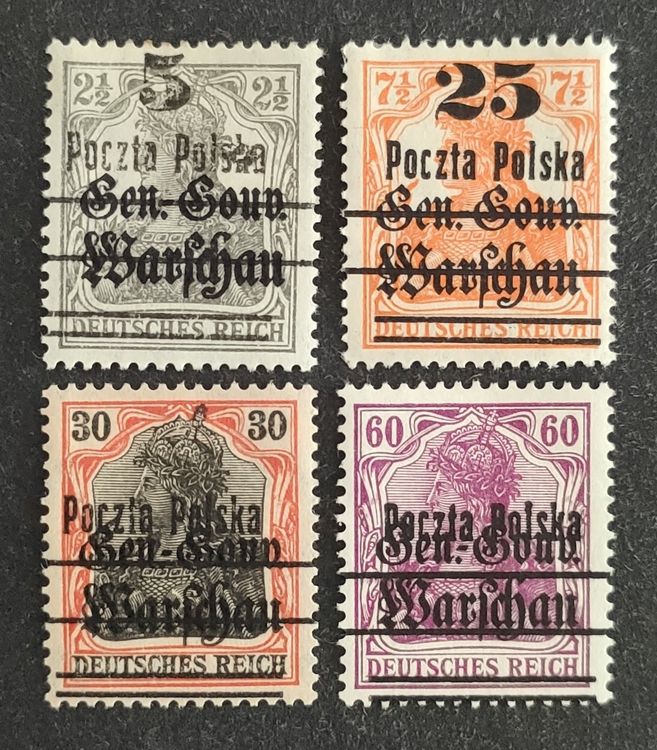 2½ 5 2½
Poczta Polska
Gen.-Gouv.
Warschau
DEUTSCHES REICH
7½ 25 7½
Poczta Polska
Gen.-Gouv.
Warschau
DEUTSCHES REICH
30 30
Poczta Polska
Gen.-Gouv.
Warschau
DEUTSCHES REICH
60 60
Poczta Polska
Gen.-Gouv.
Warschau
DEUTSCHES REICH